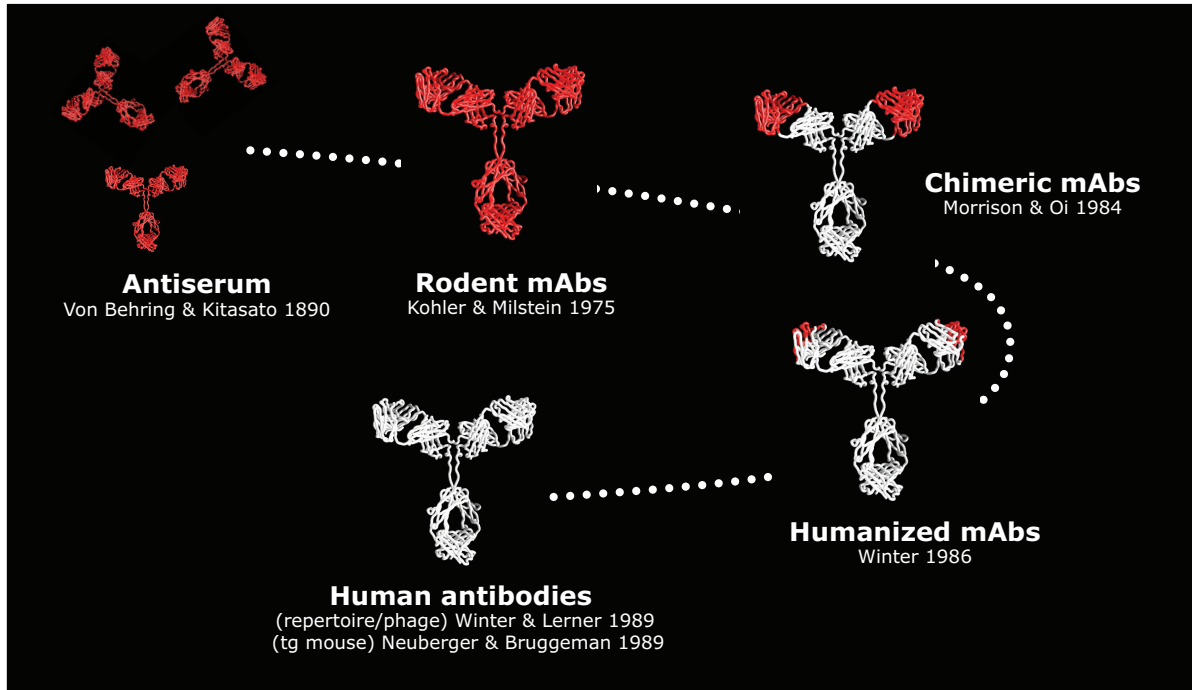 Antiserum
Von Behring & Kitasato 1890
Rodent mAbs
Kohler & Milstein 1975
Chimeric mAbs
Morrison & Oi 1984
Humanized mAbs
Winter 1986
Human antibodies
(repertoire/phage) Winter & Lerner 1989
(tg mouse) Neuberger & Bruggeman 1989